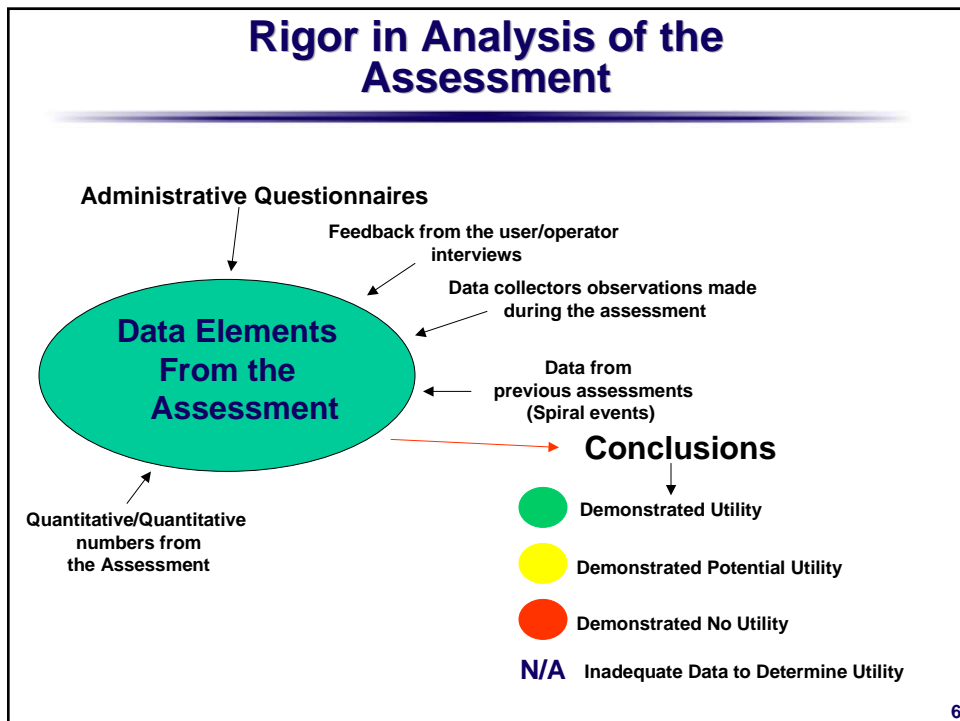 Rigor in Analysis of the
Assessment
Administrative Questionnaires
Feedback from the user/operator
interviews
Data collectors observations made
during the assessment
Data Elements
From the
Assessment
Data from
previous assessments
(Spiral events)
Conclusions
Quantitative/Quantitative
numbers from
the Assessment
Demonstrated Utility
Demonstrated Potential Utility
Demonstrated No Utility
N/A Inadequate Data to Determine Utility
6